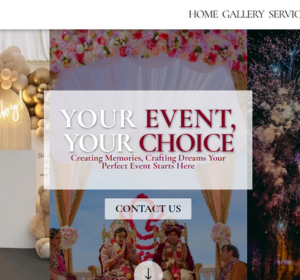 HOME GALLERY SERVIC
YOUR EVENT,
YOUR CHOICE
Creating Memories, Crafting Dreams Your
Perfect Event Starts Here
CONTACT US